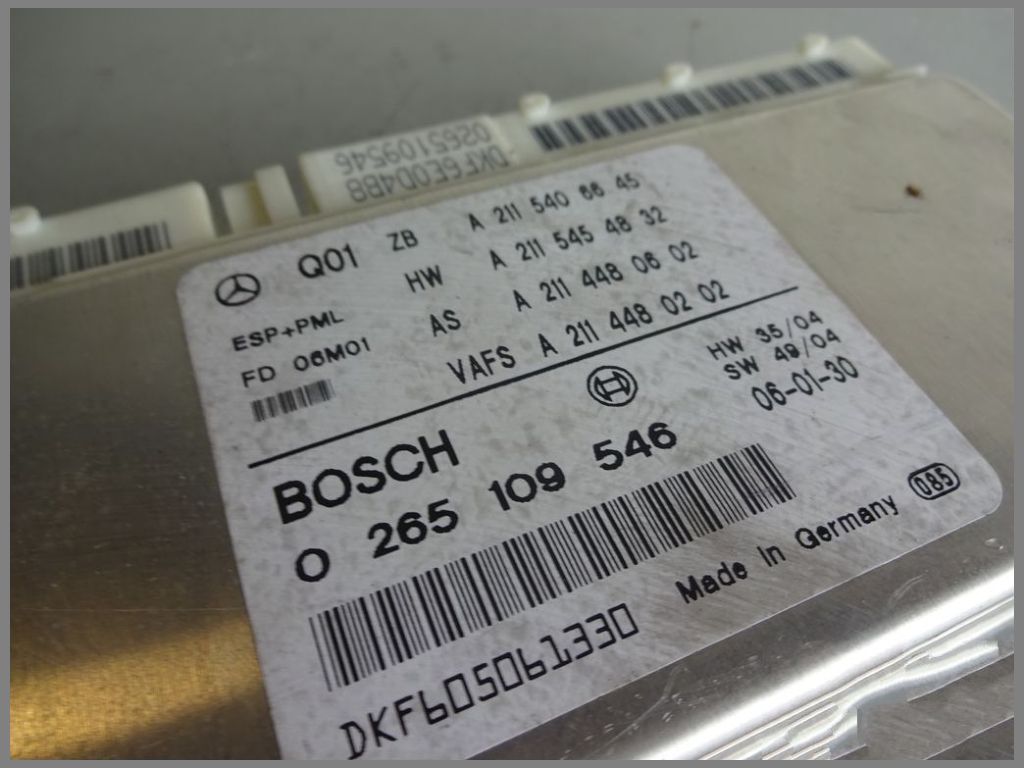 0265109546
DKF6E0D4B8
Q01 ZB A 211 540 66 45
HW A 211 545 48 32
ESP+PML AS A 211 448 06 02
FD 06M01 VAFS A 211 448 02 02
HW 35/04
SW 49/04
06-01-30
BOSCH
0 265 109 546
Made in Germany 085
DKF605061330